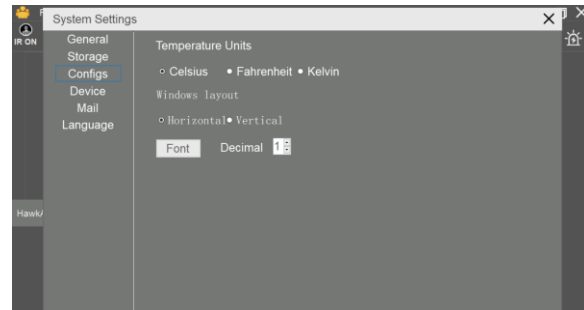 System Settings
IR ON
General
Storage
Configs
Device
Mail
Language
Temperature Units
Celsius Fahrenheit Kelvin
Windows layout
Horizontal Vertical
Font Decimal 1
Hawk